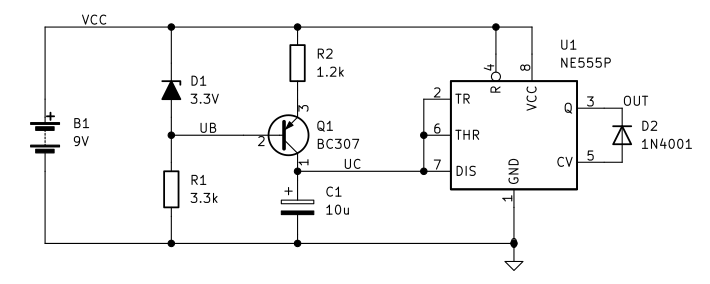 VCC
B1
9V
D1
3.3V
UB
R1
3.3k
R2
1.2k
3
2
Q1
BC307
1
UC
+
C1
10u
U1
NE555P
4
8
R
VCC
2
TR
6
THR
7
DIS
GND
1
Q
3
OUT
CV
5
D2
1N4001
+